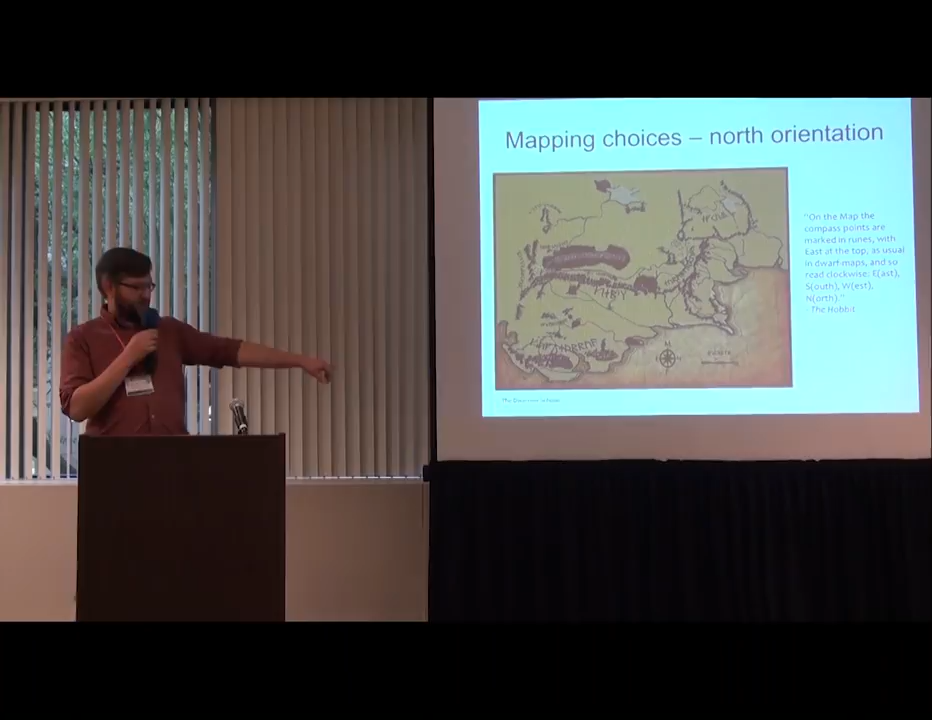 Mapping choices – north orientation
"On the Map the
compass points are
marked in runes, with
East at the top, as usual
in dwarf-maps, and so
read clockwise: E(ast),
S(outh), W(est),
N(orth)."
- The Hobbit